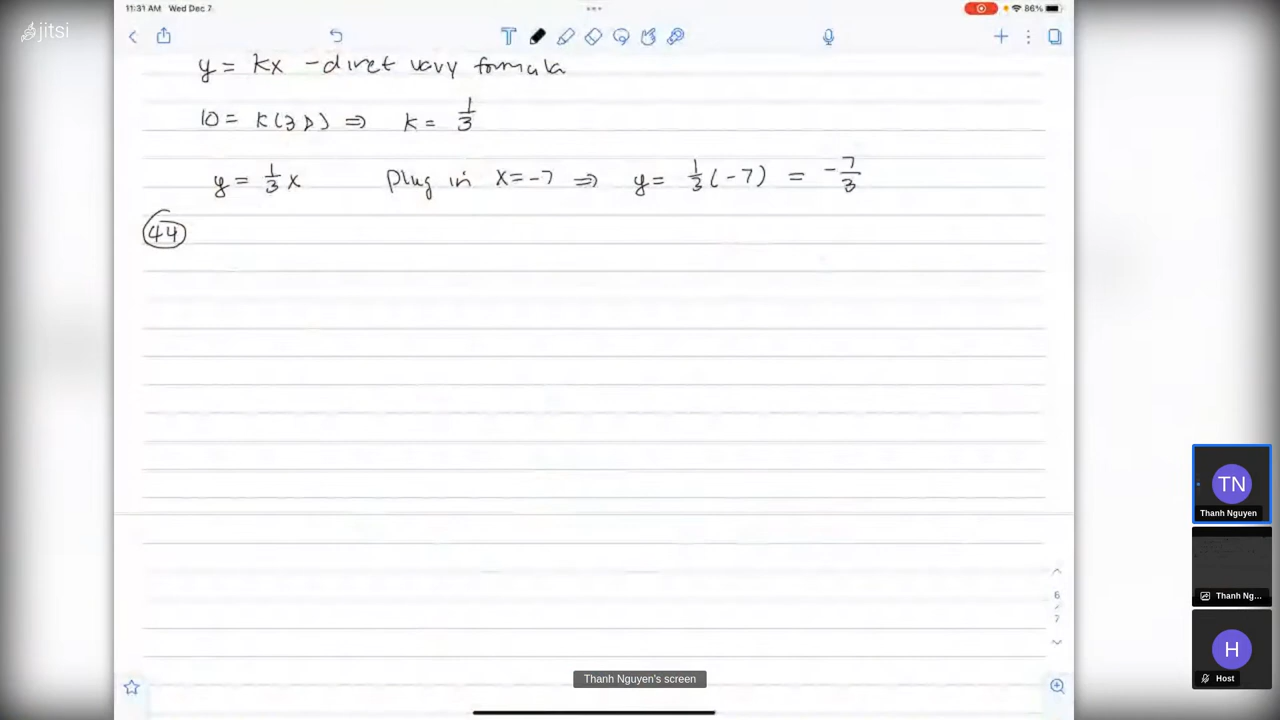 11:31 AM Wed Dec 7
86%
jitsi
y = kx - diret vary formula
10 = k(30) ⇒ k = 1/3
y = 1/3 x Plug in x = -7 ⇒ y = 1/3(-7) = -7/3
44
TN
Thanh Nguyen
Thanh Ng...
6
/
7
H
Host
Thanh Nguyen's screen